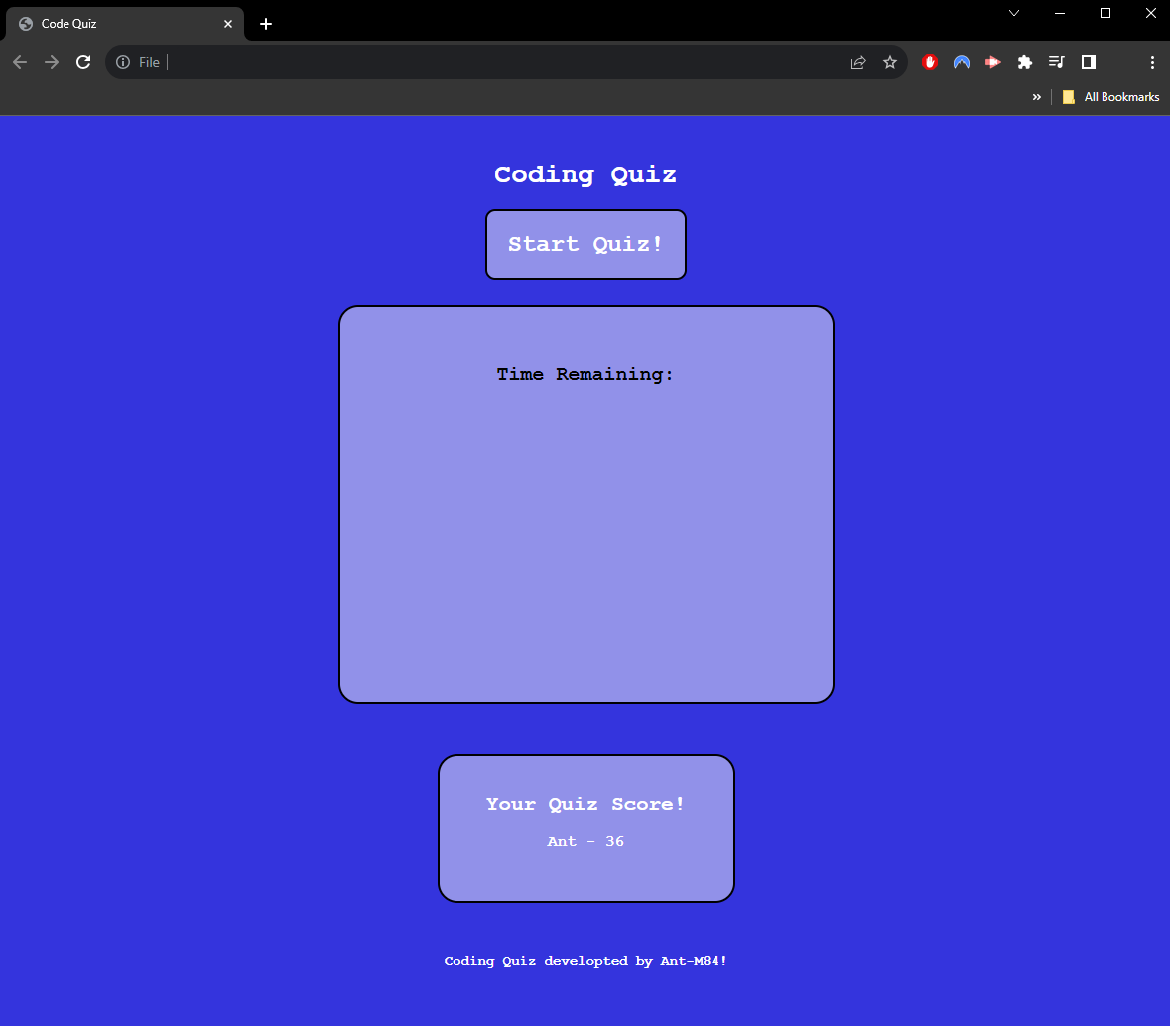 Code Quiz
File
All Bookmarks
Coding Quiz
Start Quiz!
Time Remaining:
Your Quiz Score!
Ant - 36
Coding Quiz developted by Ant-M84!